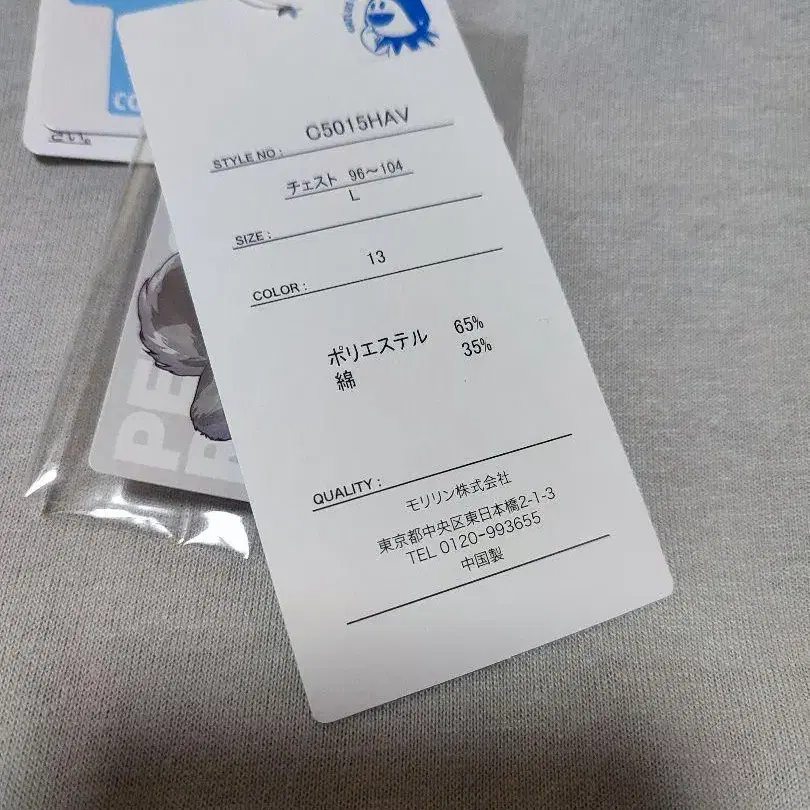 C5015HAV
STYLE NO :
チェスト 96～104
L
SIZE :
13
COLOR :
ポリエステル 65%
綿 35%
QUALITY :
モリリン株式会社
東京都中央区東日本橋2-1-3
TEL 0120-993655
中国製
CO
PE